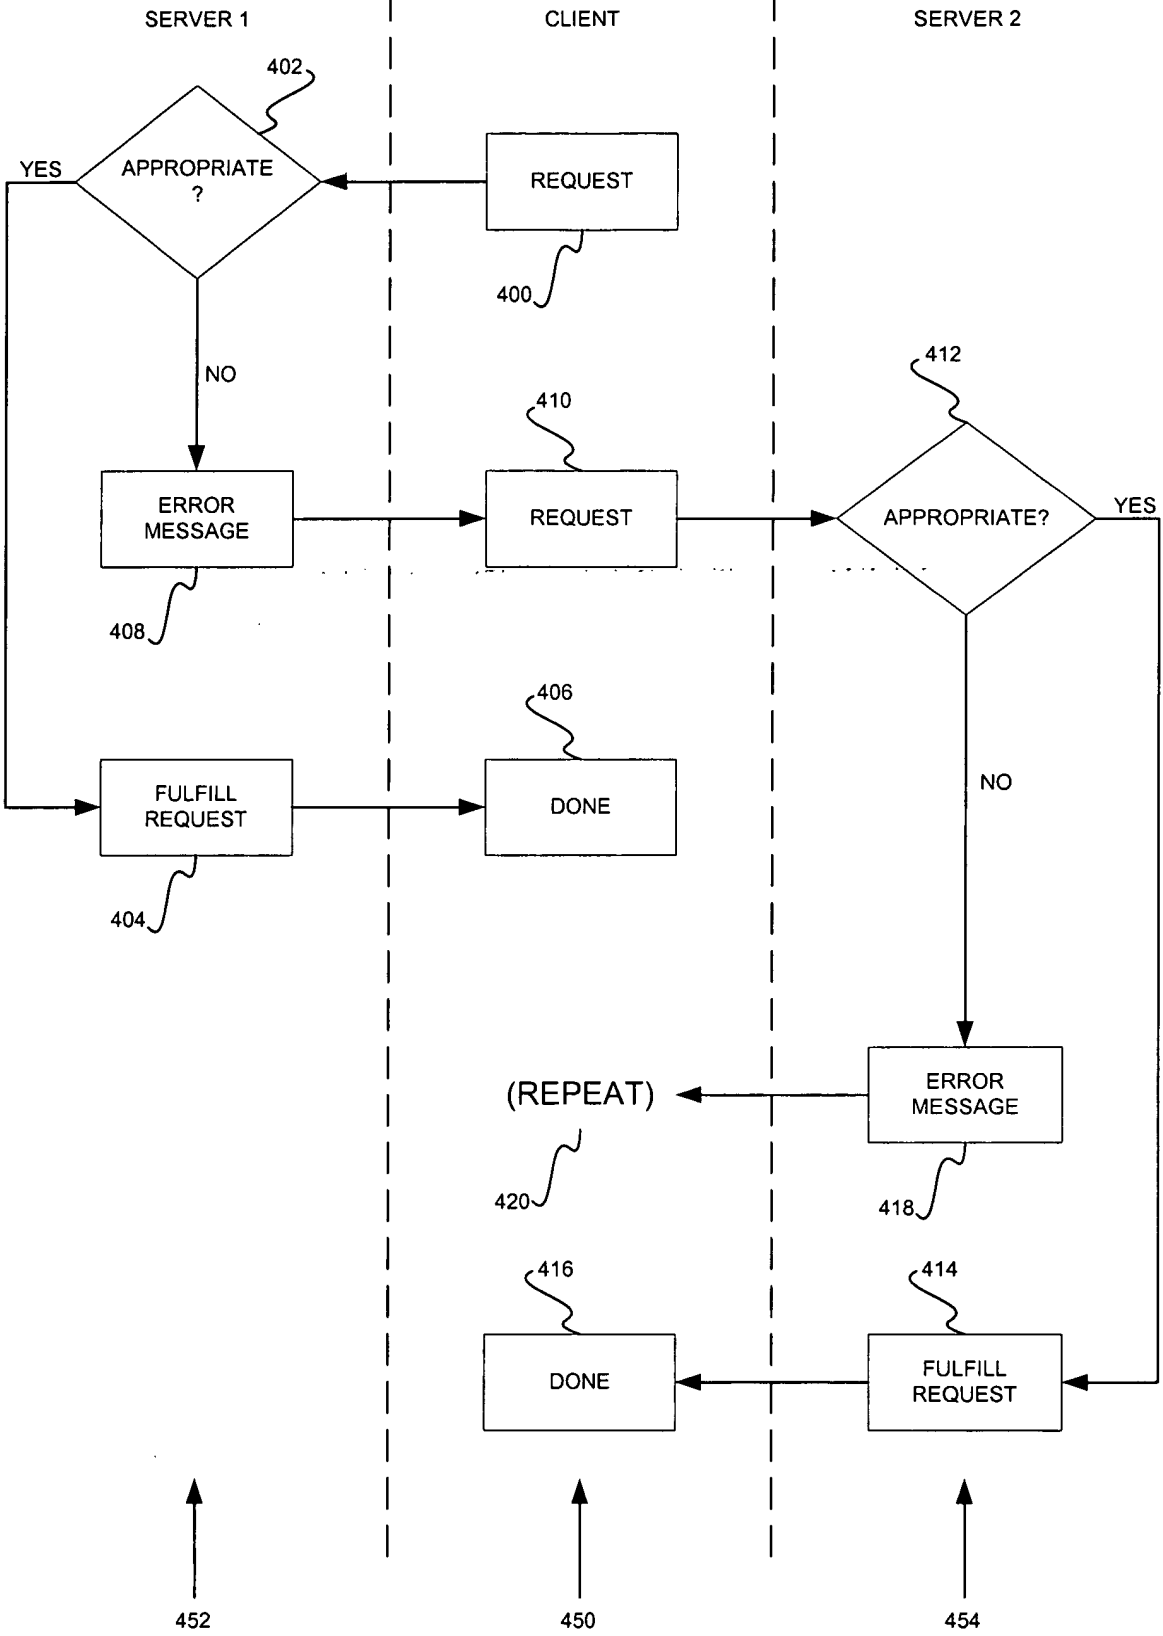 SERVER 1
CLIENT
SERVER 2
402
YES
APPROPRIATE
?
REQUEST
400
NO
412
410
ERROR
MESSAGE
REQUEST
APPROPRIATE?
YES
408
406
FULFILL
REQUEST
DONE
NO
404
(REPEAT)
ERROR
MESSAGE
420
418
416
414
DONE
FULFILL
REQUEST
452
450
454